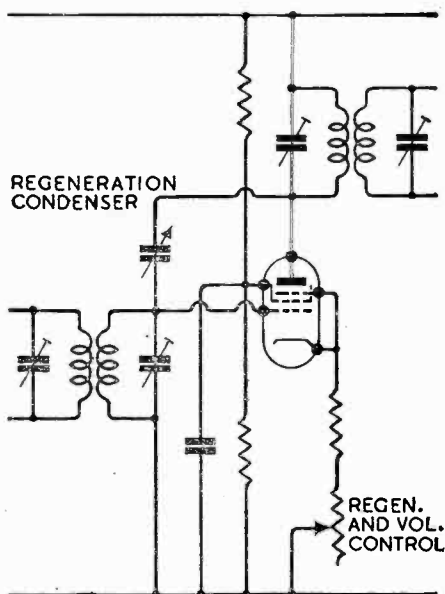 REGENERATION
CONDENSER
REGEN.
AND VOL.
CONTROL